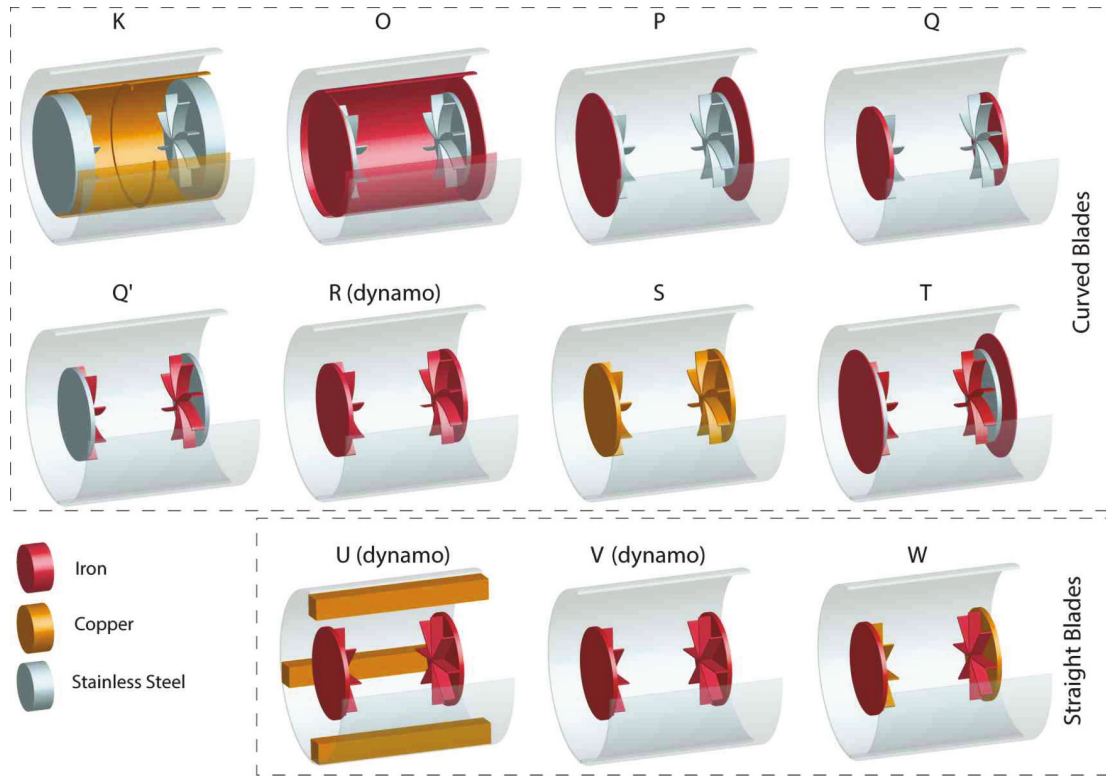 K
O
P
Q
Q'
R (dynamo)
S
T
Curved Blades
Iron
Copper
Stainless Steel
U (dynamo)
V (dynamo)
W
Straight Blades